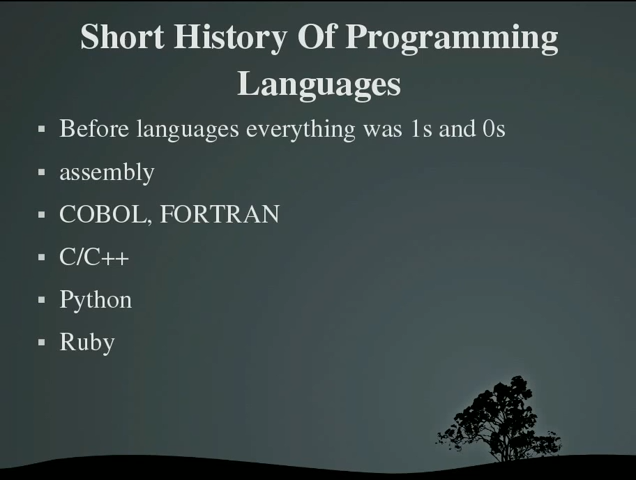 Short History Of Programming
Languages
Before languages everything was 1s and 0s
assembly
COBOL, FORTRAN
C/C++
Python
Ruby